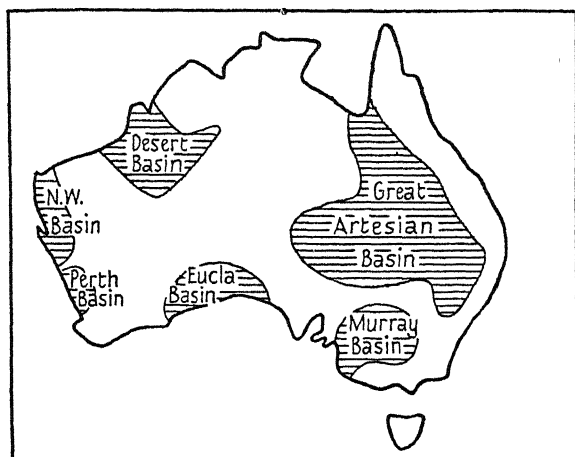 Desert
Basin
N.W.
Basin
Great
Artesian
Basin
Perth
Basin
Eucla
Basin
Murray
Basin